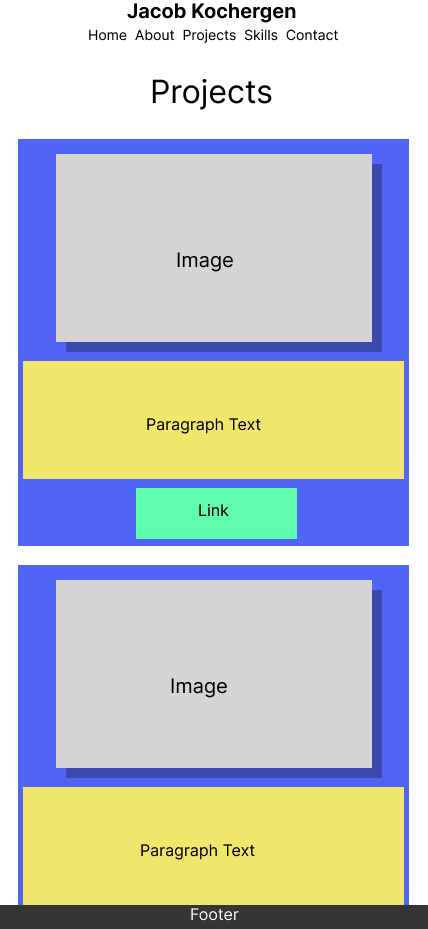 Jacob Kochergen
Home About Projects Skills Contact
Projects
Image
Paragraph Text
Link
Image
Paragraph Text
Footer